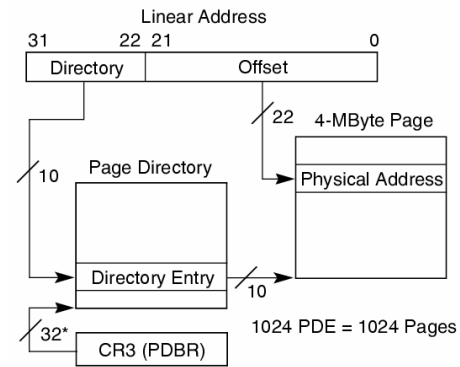 Linear Address
31 22 21 0
Directory Offset
22
4-MByte Page
10
Page Directory
Physical Address
Directory Entry
10
32*
1024 PDE = 1024 Pages
CR3 (PDBR)